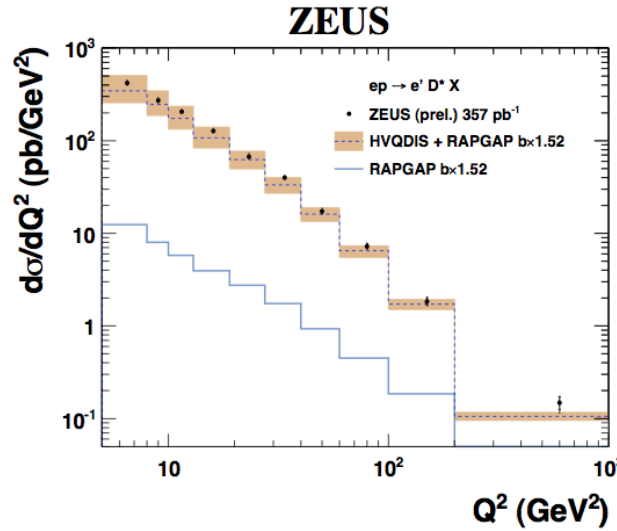 ZEUS
dσ/dQ² (pb/GeV²)
10³
10²
10
1
10⁻¹
ep → e' D* X
ZEUS (prel.) 357 pb⁻¹
HVQDIS + RAPGAP b×1.52
RAPGAP b×1.52
10
10²
Q² (GeV²)